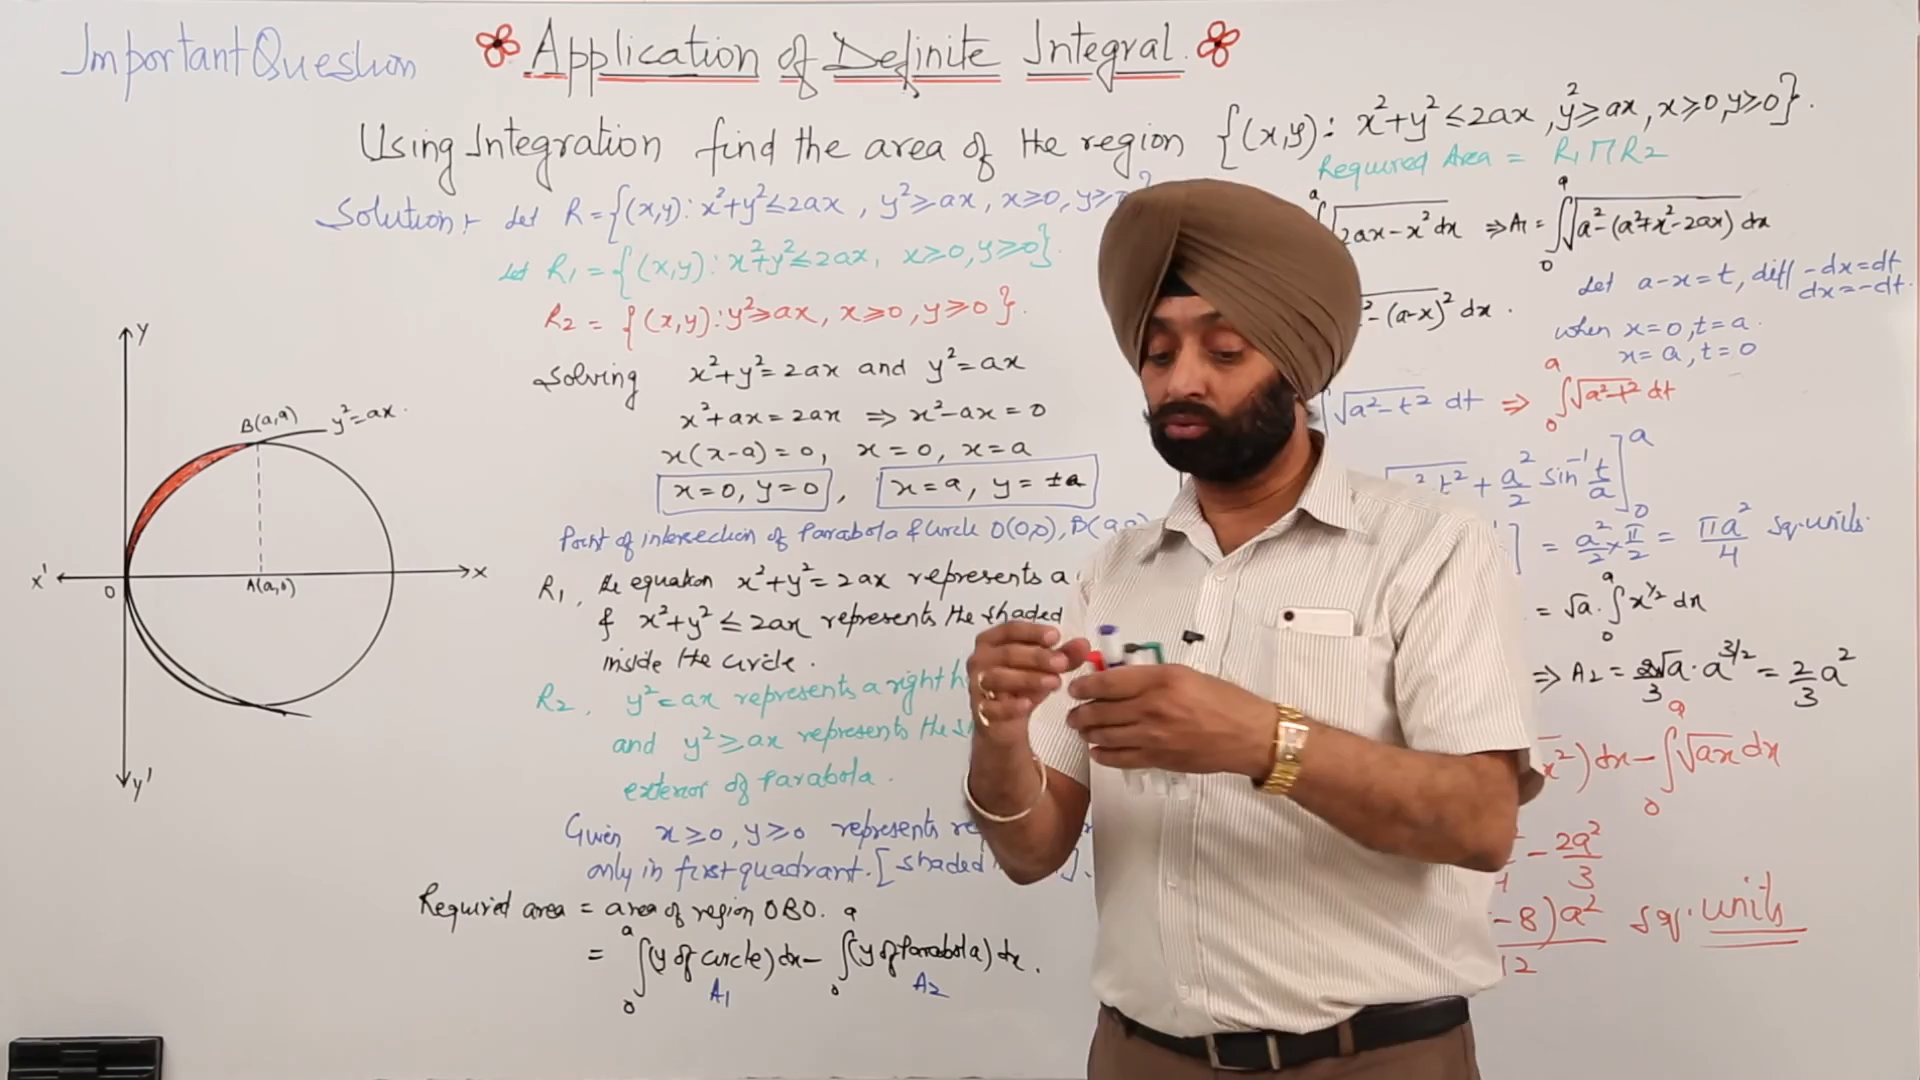 Important Question
Application of Definite Integral.
Using Integration find the area of the region {(x,y): x²+y² ≤ 2ax, y² ≥ ax, x ≥ 0, y ≥ 0}.
Solution:- Let R = {(x,y): x²+y² ≤ 2ax, y² ≥ ax, x ≥ 0, y ≥
Let R₁ = {(x,y): x²+y² ≤ 2ax, x ≥ 0, y ≥ 0}.
R₂ = {(x,y): y² ≥ ax, x ≥ 0, y ≥ 0}.
Solving x²+y² = 2ax and y² = ax
x²+ax = 2ax ⇒ x²-ax = 0
x(x-a) = 0, x = 0, x = a
x=0, y=0, x=a, y=±a
Point of intersection of Parabola & Circle O(0,0), B(a,a)
R₁, the equation x²+y² = 2ax represents a
& x²+y² ≤ 2ax represents the shaded
inside the circle.
R₂, y² = ax represents a right
and y² ≥ ax represents the
exterior of Parabola.
Given x ≥ 0, y ≥ 0 represents
only in first quadrant. [shaded ].
Required area = area of region OBO.
= ∫₀ᵃ (y of circle) dx - ∫₀ᵃ (y of Parabola) dx.
A₁ A₂
Y
B(a,a) y²=ax.
X' O A(a,0) X
Y'
Required Area = R₁∩R₂
√2ax-x² dx ⇒ A₁ = ∫₀ᵃ √a²-(a²+x²-2ax) dx
Let a-x=t, diff -dx=dt
dx=-dt.
-(a-x)² dx.
when x=0, t=a.
x=a, t=0
√a²-t² dt ⇒ ∫₀ᵃ √a²-t² dt
t² + a²/2 sin⁻¹ t/a]₀ᵃ
] = a²/2 × π/2 = πa²/4 sq. units.
= √a. ∫₀ᵃ x^1/2 dx
⇒ A₂ = 2√a/3 . a^3/2 = 2/3 a²
x²) dx - ∫₀ᵃ √ax dx
- 2a²/3
-8)a²/12 sq. units